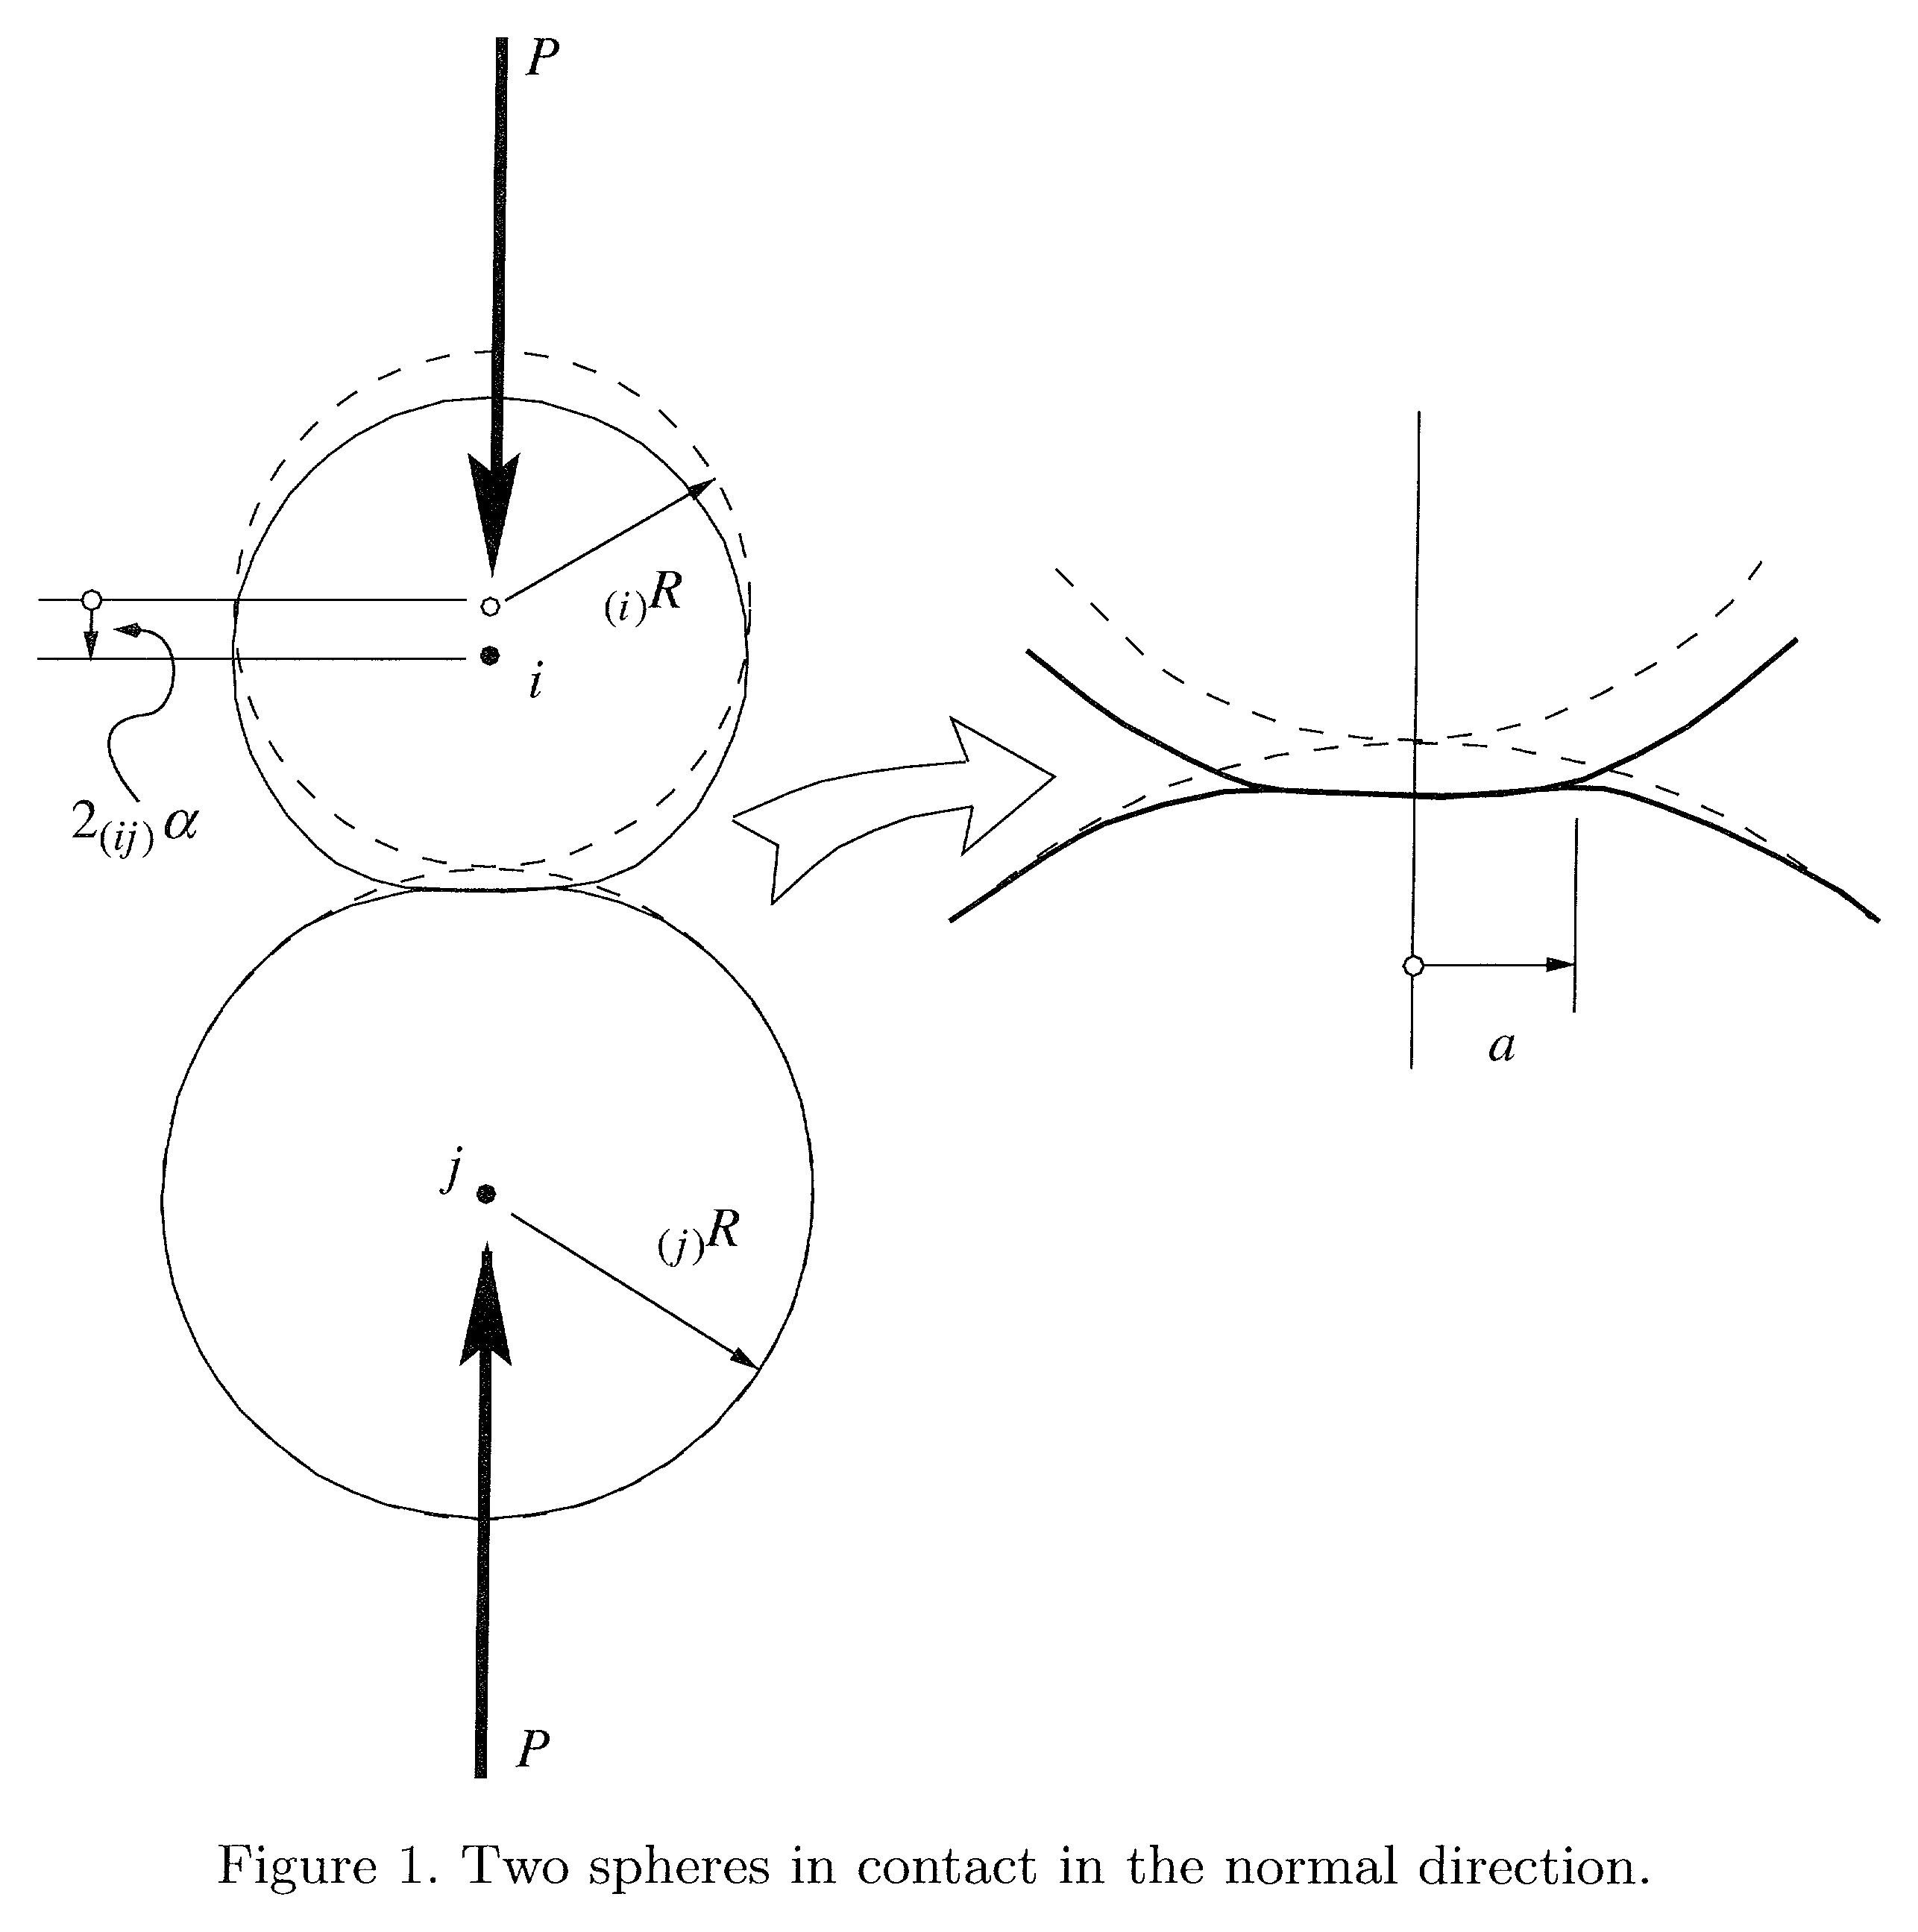 P
(i)R
i
2(ij)α
a
j
(j)R
P
Figure 1. Two spheres in contact in the normal direction.